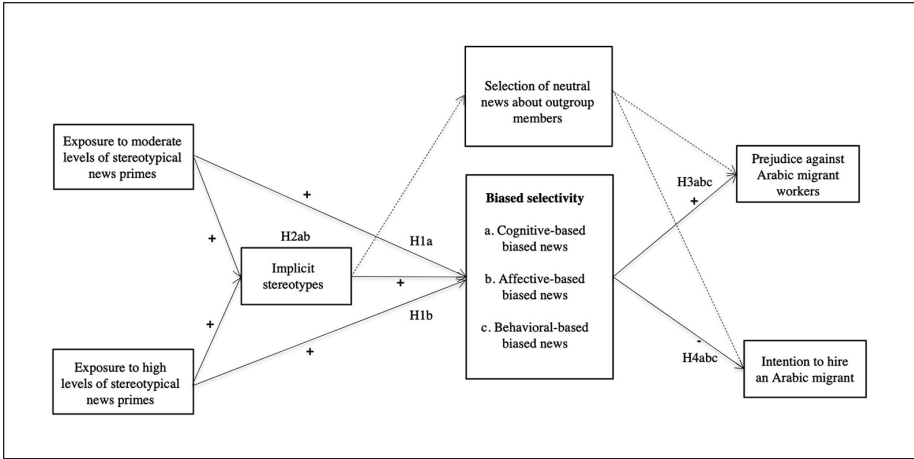 Selection of neutral
news about outgroup
members
Exposure to moderate
levels of stereotypical
news primes
Prejudice against
Arabic migrant
workers
H3abc
+
+
Biased selectivity
a. Cognitive-based
biased news
b. Affective-based
biased news
c. Behavioral-based
biased news
H2ab
H1a
+
Implicit
stereotypes
+
H1b
+
+
-
H4abc
Exposure to high
levels of stereotypical
news primes
Intention to hire
an Arabic migrant